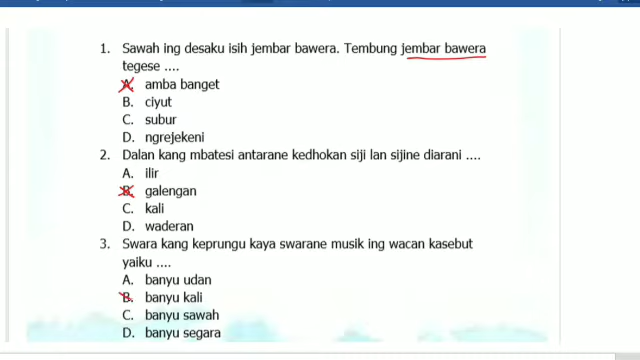 1. Sawah ing desaku isih jembar bawera. Tembung jembar bawera
tegese ....
A. amba banget
B. ciyut
C. subur
D. ngrejekeni
2. Dalan kang mbatesi antarane kedhokan siji lan sijine diarani ....
A. ilir
B. galengan
C. kali
D. waderan
3. Swara kang keprungu kaya swarane musik ing wacan kasebut
yaiku ....
A. banyu udan
B. banyu kali
C. banyu sawah
D. banyu segara